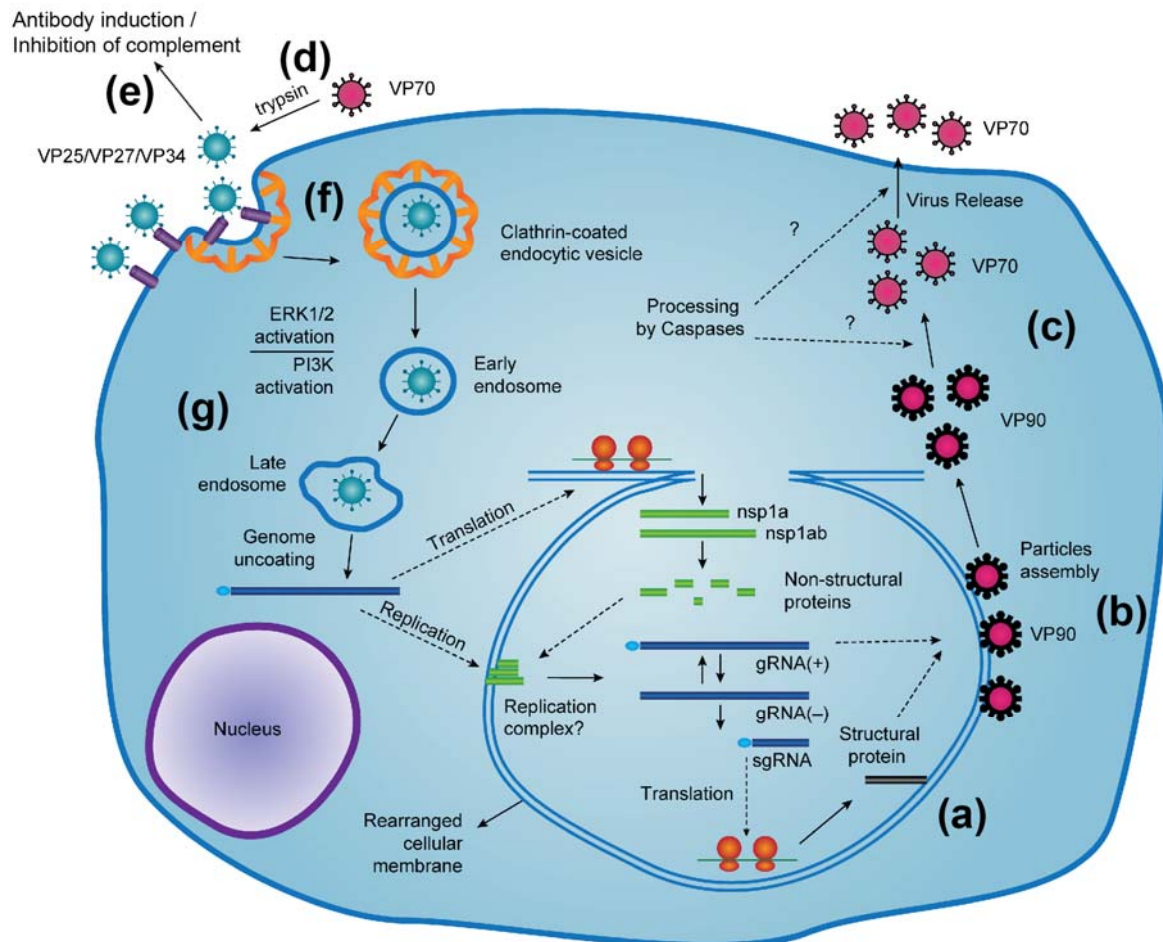 Antibody induction /
Inhibition of complement
(d)
(e)
trypsin
VP70
VP25/VP27/VP34
(f)
Clathrin-coated
endocytic vesicle
ERK1/2
activation
PI3K
activation
Early
endosome
(g)
Late
endosome
Genome
uncoating
Translation
Replication
Nucleus
Rearranged
cellular
membrane
nsp1a
nsp1ab
Non-structural
proteins
Replication
complex?
gRNA(+)
gRNA(–)
sgRNA
Translation
Structural
protein
(a)
Particles
assembly
(b)
VP90
VP90
(c)
Processing
by Caspases
?
?
VP70
Virus Release
VP70